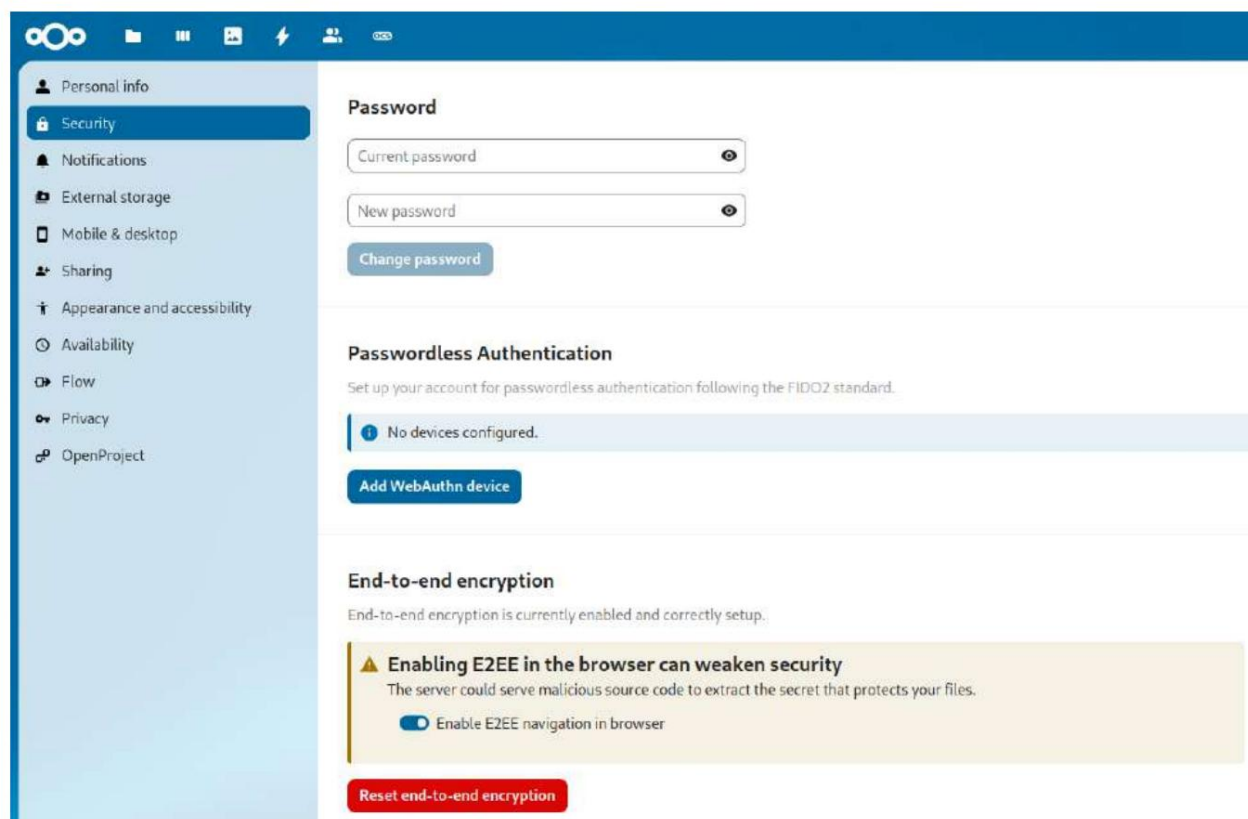 Personal info
Security
Notifications
External storage
Mobile & desktop
Sharing
Appearance and accessibility
Availability
Flow
Privacy
OpenProject
Password
Current password
New password
Change password
Passwordless Authentication
Set up your account for passwordless authentication following the FIDO2 standard.
No devices configured.
Add WebAuthn device
End-to-end encryption
End-to-end encryption is currently enabled and correctly setup.
Enabling E2EE in the browser can weaken security
The server could serve malicious source code to extract the secret that protects your files.
Enable E2EE navigation in browser
Reset end-to-end encryption